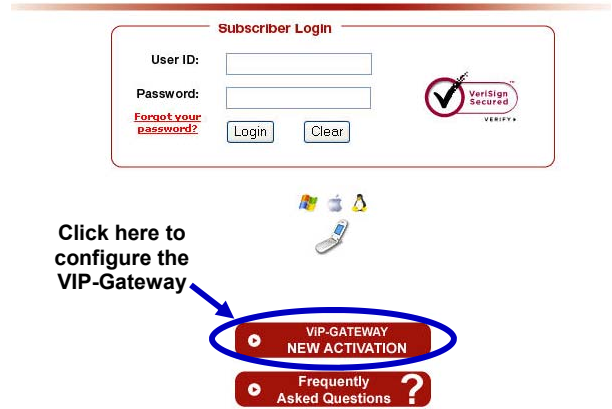 Subscriber Login
User ID:
Password:
Forgot your
password?
Login Clear
VeriSign
Secured
VERIFY
Click here to
configure the
VIP-Gateway
ViP-GATEWAY
NEW ACTIVATION
Frequently
Asked Questions ?